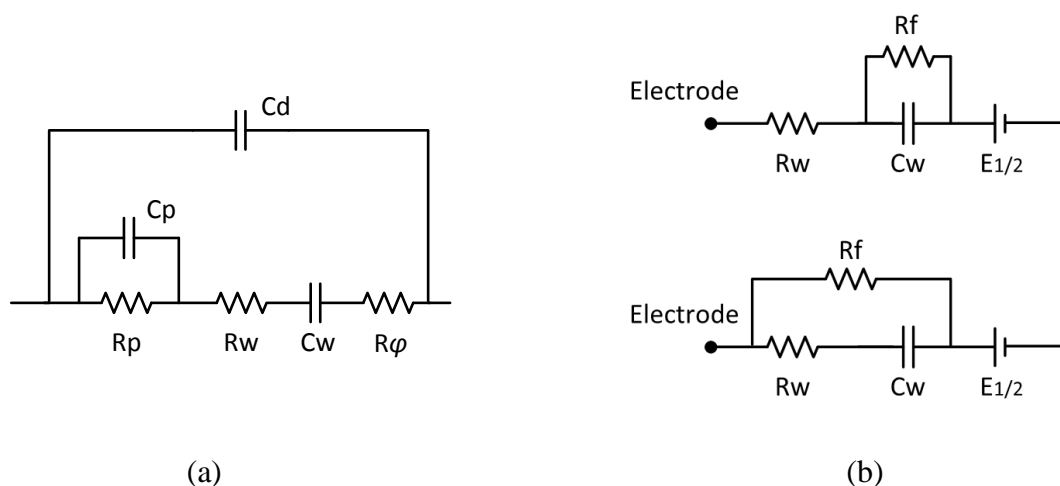 Cd
Cp
Rp
Rw
Cw
Rφ
(a)
Rf
Electrode
Rw
Cw
E1/2
Rf
Electrode
Rw
Cw
E1/2
(b)